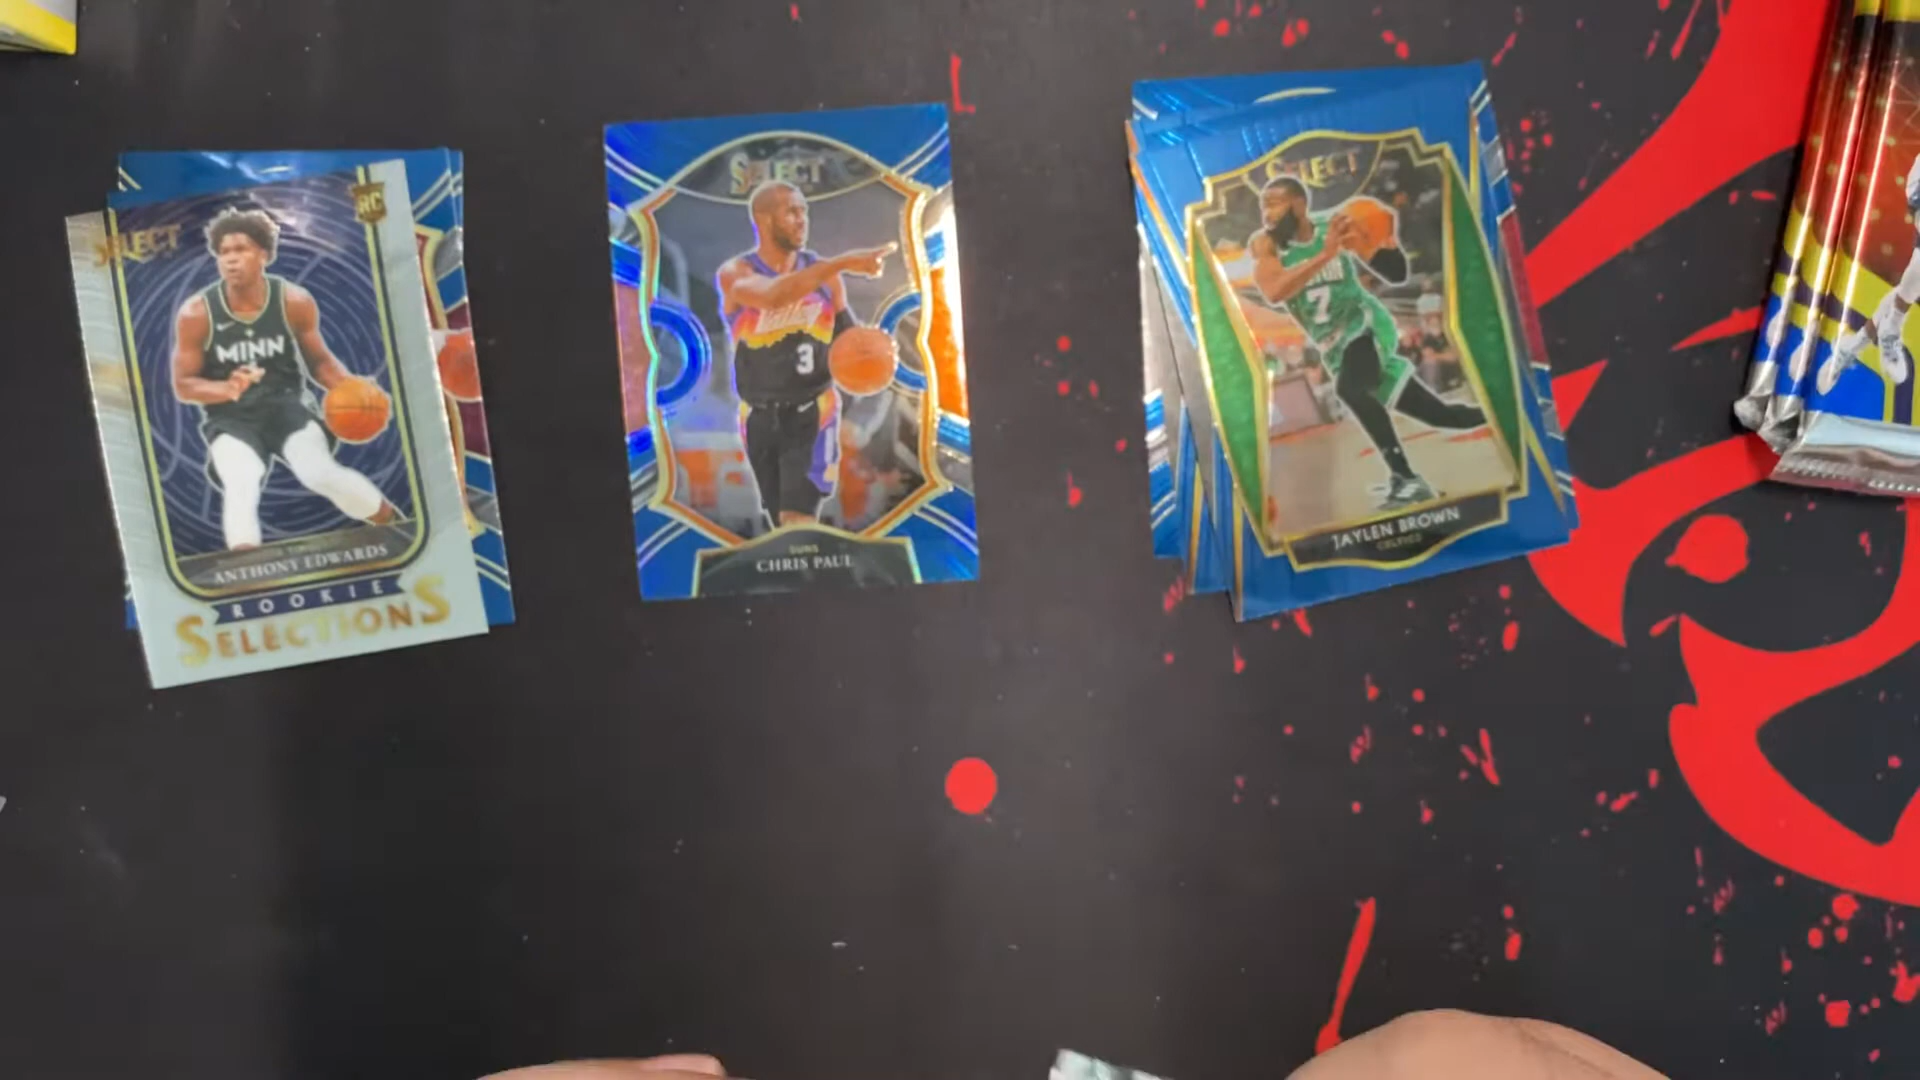 SELECT
RC
MINN
ANTHONY EDWARDS
ROOKIE
SELECTIONS
SELECT
3
SUNS
CHRIS PAUL
SELECT
7
JAYLEN BROWN
CELTICS